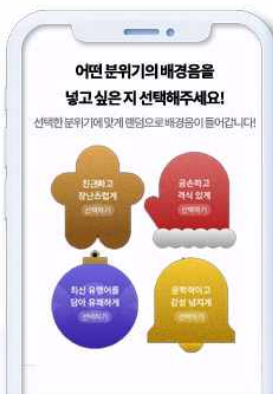 어떤 분위기의 배경음을
넣고 싶은 지 선택해주세요!
선택한 분위기에 맞게 랜덤으로 배경음이 들어갑니다!
친근하고
장난스럽게
선택하기
공손하고
격식 있게
선택하기
최신 유행어를
담아 유쾌하게
선택하기
문학적이고
감성 넘치게
선택하기